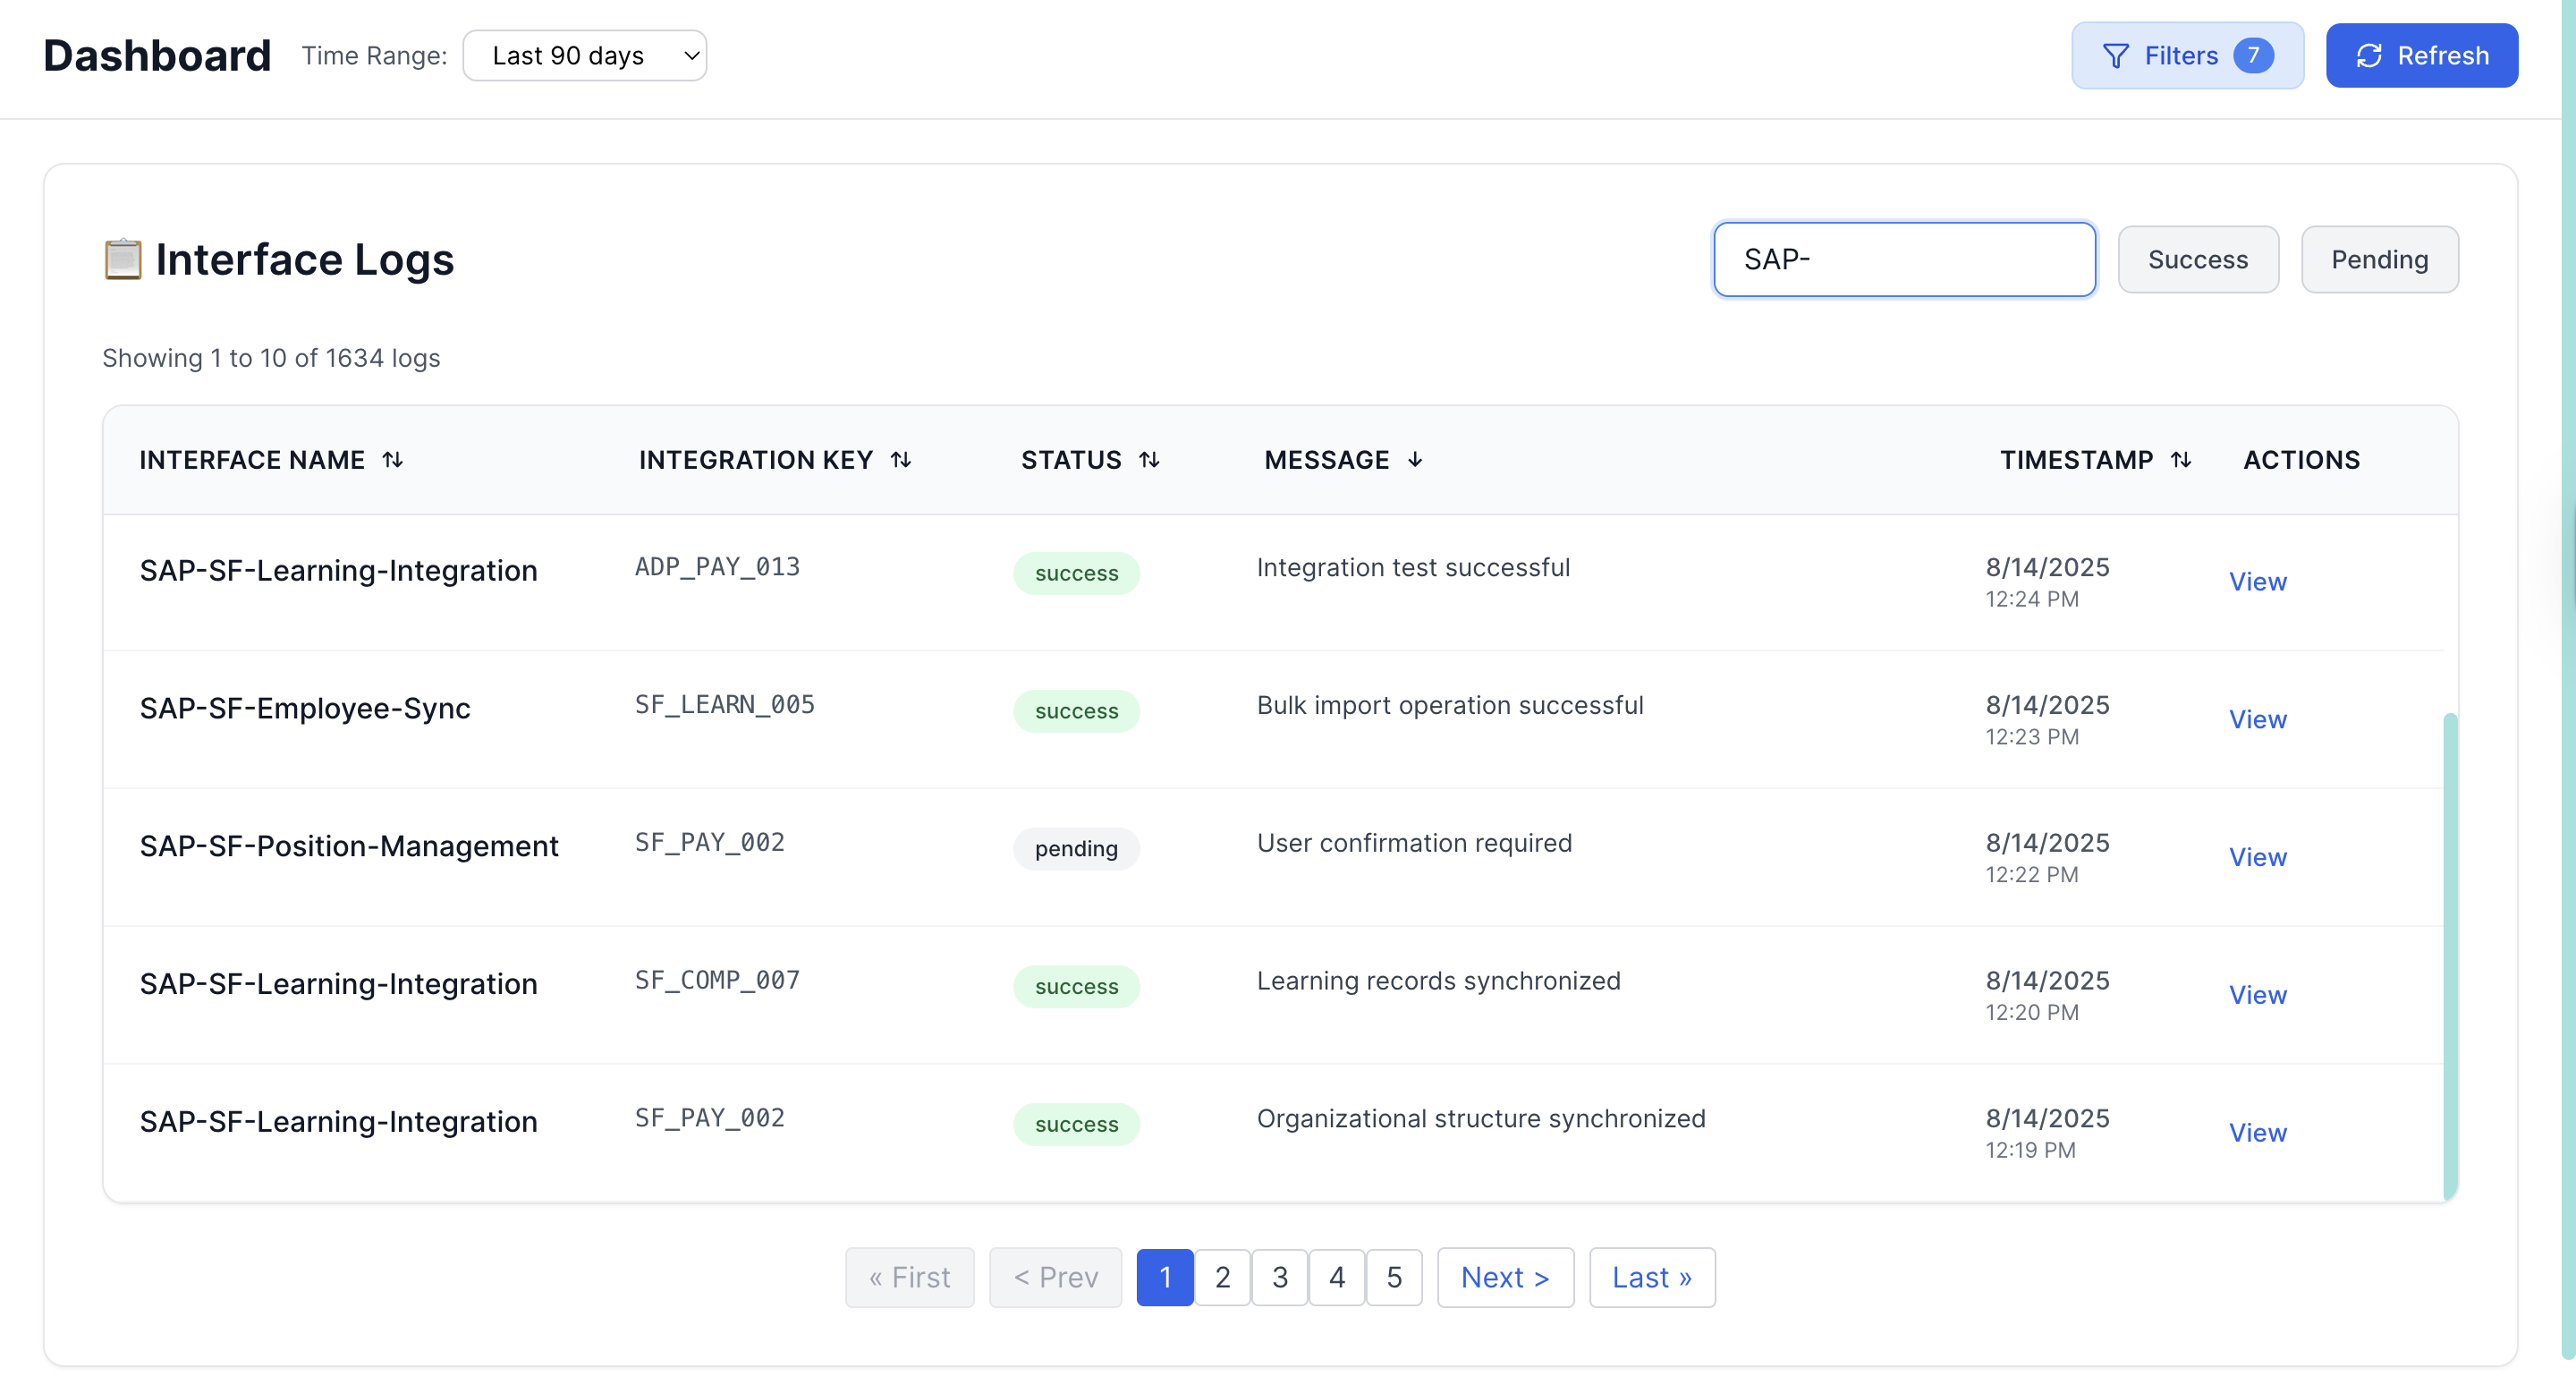 Dashboard Time Range: Last 90 days Filters 7 Refresh
Interface Logs SAP- Success Pending
Showing 1 to 10 of 1634 logs
INTERFACE NAME INTEGRATION KEY STATUS MESSAGE TIMESTAMP ACTIONS
SAP-SF-Learning-Integration ADP_PAY_013 success Integration test successful 8/14/2025 View
12:24 PM
SAP-SF-Employee-Sync SF_LEARN_005 success Bulk import operation successful 8/14/2025 View
12:23 PM
SAP-SF-Position-Management SF_PAY_002 pending User confirmation required 8/14/2025 View
12:22 PM
SAP-SF-Learning-Integration SF_COMP_007 success Learning records synchronized 8/14/2025 View
12:20 PM
SAP-SF-Learning-Integration SF_PAY_002 success Organizational structure synchronized 8/14/2025 View
12:19 PM
« First < Prev 1 2 3 4 5 Next > Last »